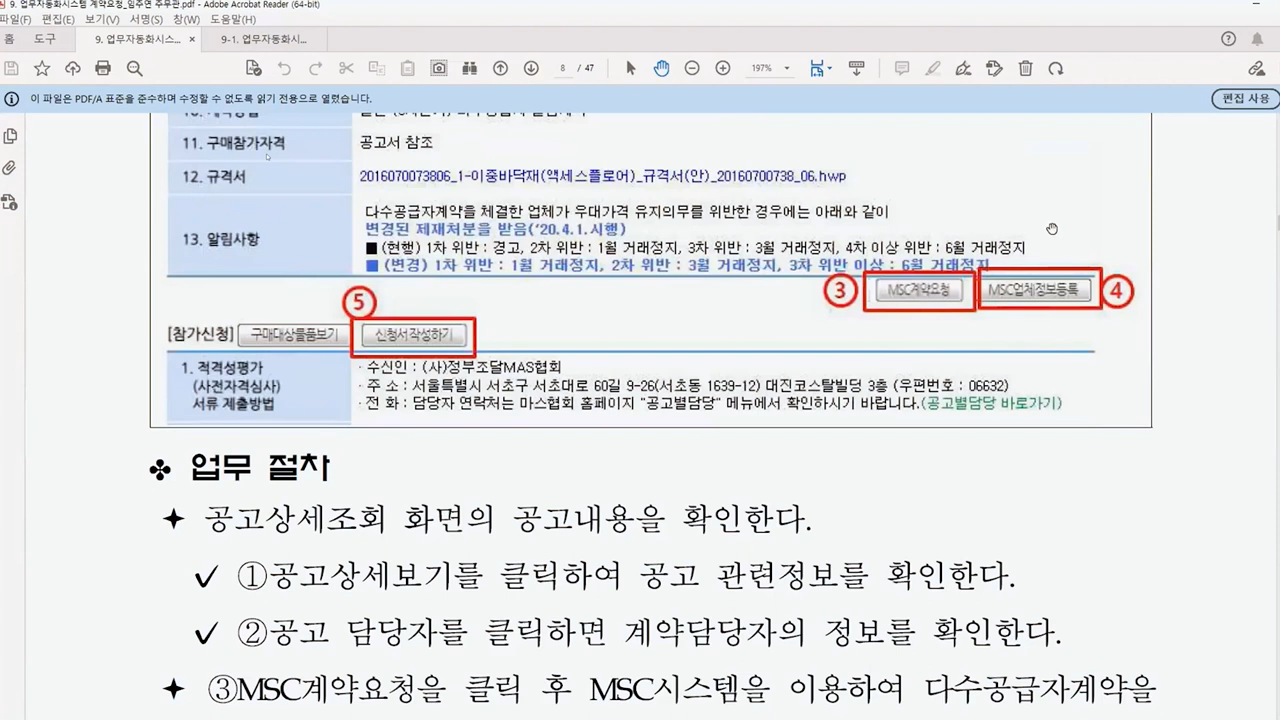 9. 업무자동화시스템 계약요청_임주연 주무관.pdf - Adobe Acrobat Reader (64-bit)
파일(F) 편집(E) 보기(V) 서명(S) 창(W) 도움말(H)
홈 도구 9. 업무자동화시스... × 9-1. 업무자동화시...
8 / 47 197%
이 파일은 PDF/A 표준을 준수하며 수정할 수 없도록 읽기 전용으로 열렸습니다. 편집 사용
11. 구매참가자격 공고서 참조
12. 규격서 2016070073806_1-이중바닥재(액세스플로어)_규격서(안)_20160700738_06.hwp
다수공급자계약을 체결한 업체가 우대가격 유지의무를 위반한 경우에는 아래와 같이
변경된 제재처분을 받음('20.4.1.시행)
13. 알림사항
■ (현행) 1차 위반 : 경고, 2차 위반 : 1월 거래정지, 3차 위반 : 3월 거래정지, 4차 이상 위반 : 6월 거래정지
■ (변경) 1차 위반 : 1월 거래정지, 2차 위반 : 3월 거래정지, 3차 위반 이상 : 6월 거래정지
③ MSC계약요청 MSC업체정보등록 ④
⑤
[참가신청] 구매대상물품보기 신청서작성하기
1. 적격성평가 · 수신인 : (사)정부조달MAS협회
(사전자격심사) · 주 소 : 서울특별시 서초구 서초대로 60길 9-26(서초동 1639-12) 대진코스탈빌딩 3층 (우편번호 : 06632)
서류 제출방법 · 전 화 : 담당자 연락처는 마스협회 홈페이지 "공고별담당" 메뉴에서 확인하시기 바랍니다.(공고별담당 바로가기)
❖ 업무 절차
✦ 공고상세조회 화면의 공고내용을 확인한다.
✓ ①공고상세보기를 클릭하여 공고 관련정보를 확인한다.
✓ ②공고 담당자를 클릭하면 계약담당자의 정보를 확인한다.
✦ ③MSC계약요청을 클릭 후 MSC시스템을 이용하여 다수공급자계약을